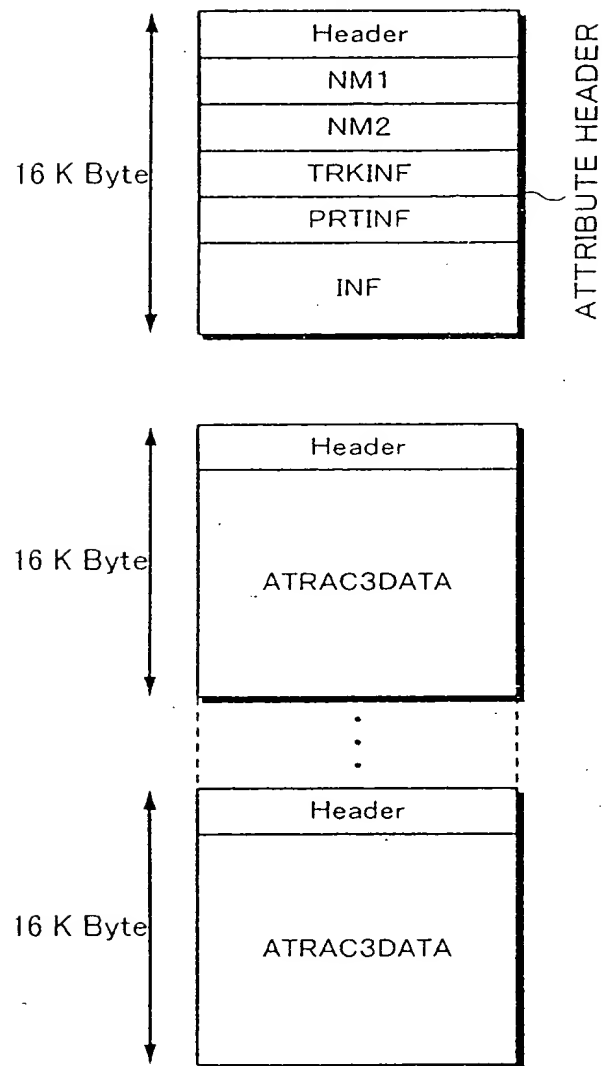 Header
NM1
NM2
TRKINF
PRTINF
INF
16 K Byte
ATTRIBUTE HEADER
Header
ATRAC3DATA
16 K Byte
Header
ATRAC3DATA
16 K Byte